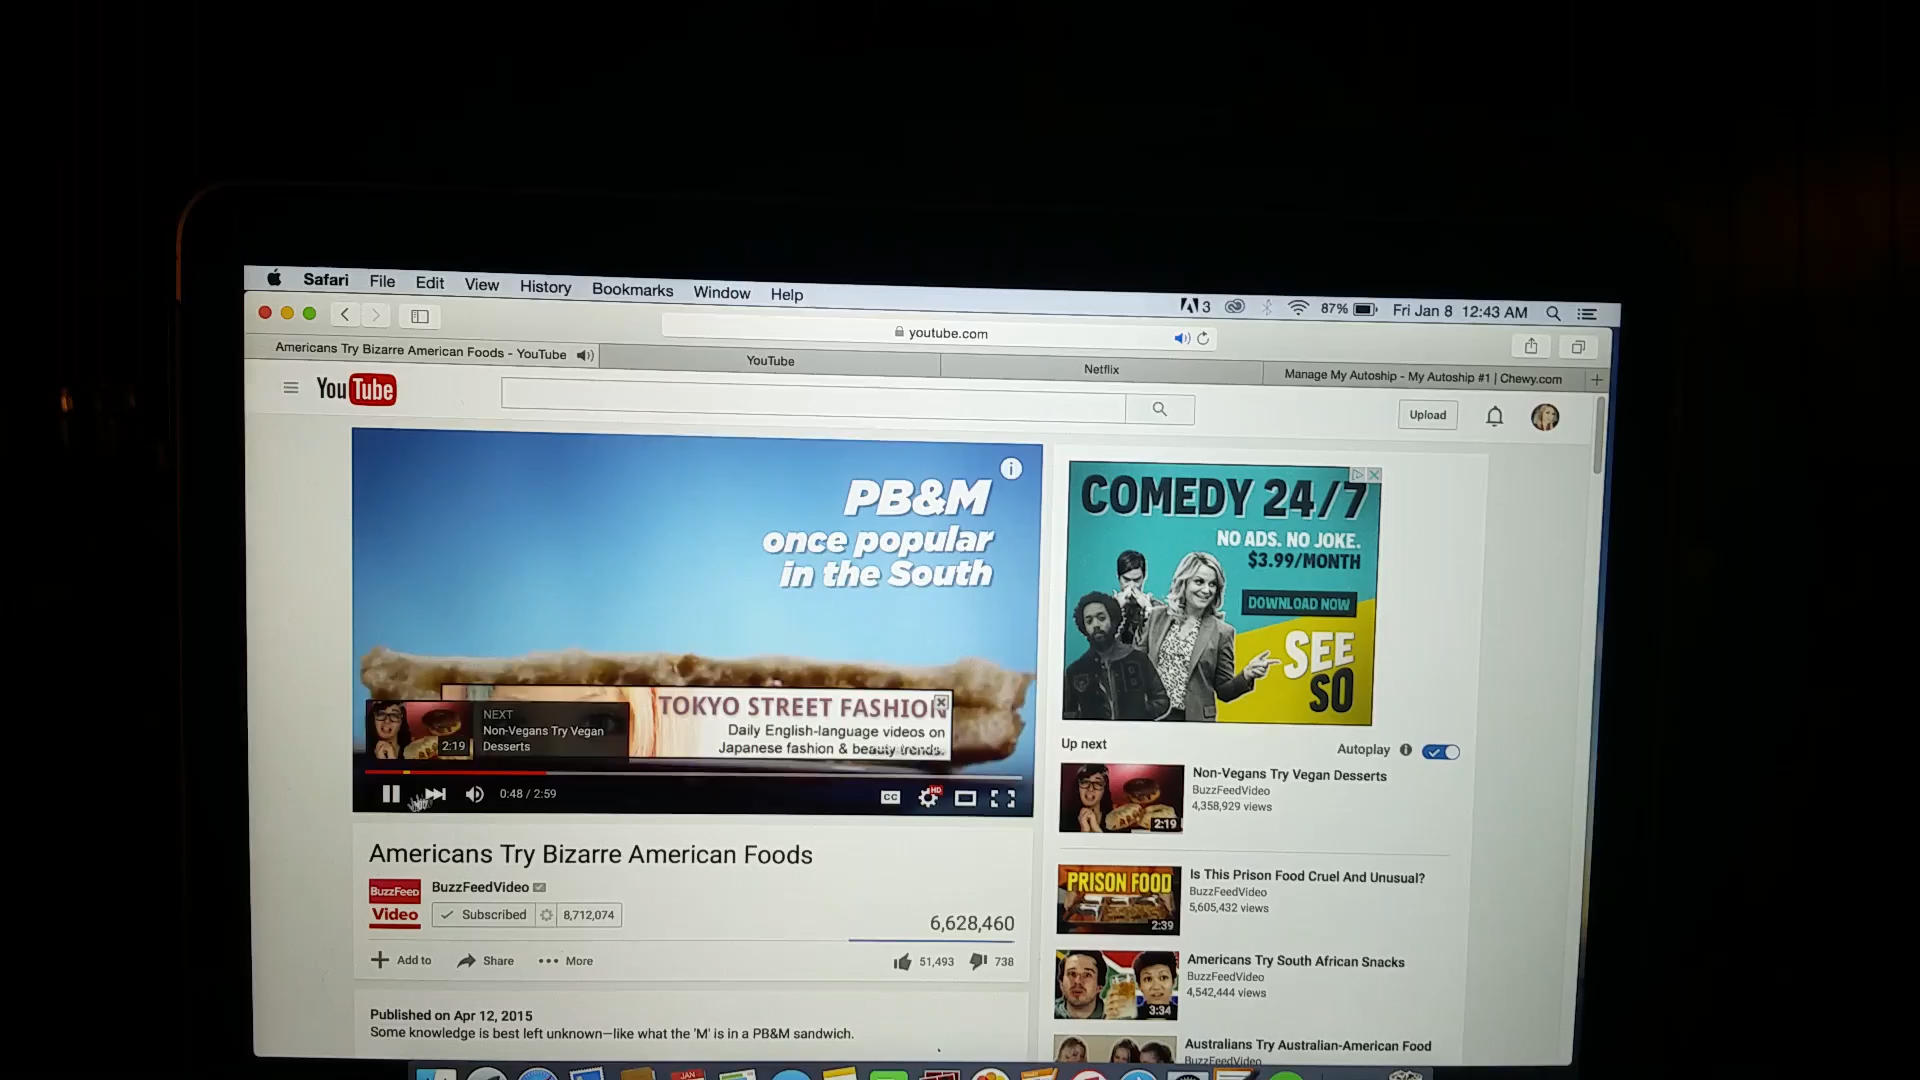 Safari File Edit View History Bookmarks Window Help
3 87% Fri Jan 8 12:43 AM
youtube.com
Americans Try Bizarre American Foods - YouTube
YouTube
Netflix
Manage My Autoship - My Autoship #1 | Chewy.com
YouTube
Upload
PB&M
once popular
in the South
TOKYO STREET FASHION
Daily English-language videos on
Japanese fashion & beauty trends.
NEXT
Non-Vegans Try Vegan
Desserts
2:19
0:48 / 2:59
CC
HD
Americans Try Bizarre American Foods
BuzzFeed
Video
BuzzFeedVideo
Subscribed 8,712,074
6,628,460
Add to Share More
51,493 738
Published on Apr 12, 2015
Some knowledge is best left unknown—like what the 'M' is in a PB&M sandwich.
COMEDY 24/7
NO ADS. NO JOKE.
$3.99/MONTH
DOWNLOAD NOW
SEE
SO
Up next
Autoplay
Non-Vegans Try Vegan Desserts
BuzzFeedVideo
4,358,929 views
2:19
PRISON FOOD
2:39
Is This Prison Food Cruel And Unusual?
BuzzFeedVideo
5,605,432 views
Americans Try South African Snacks
BuzzFeedVideo
4,542,444 views
3:34
Australians Try Australian-American Food
BuzzFeedVideo
JAN